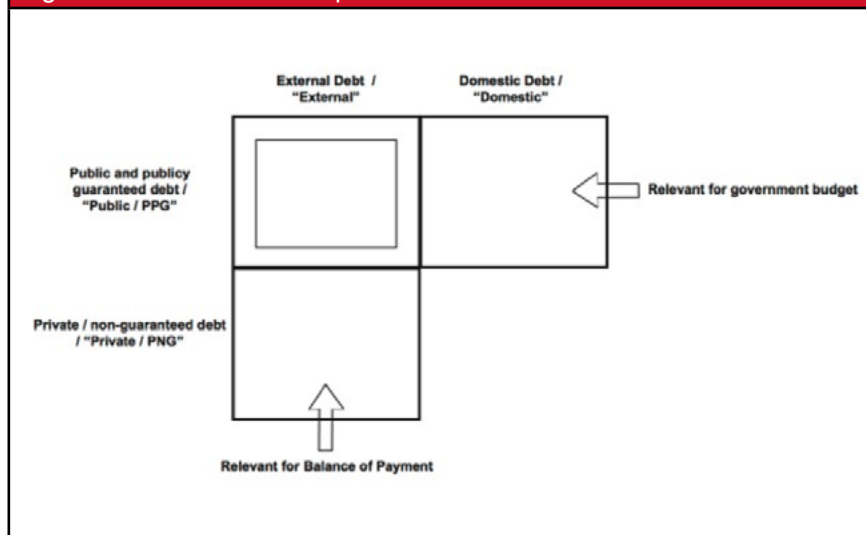 External Debt /
"External"
Domestic Debt /
"Domestic"
Public and publicy
guaranteed debt /
"Public / PPG"
Relevant for government budget
Private / non-guaranteed debt
/ "Private / PNG"
Relevant for Balance of Payment